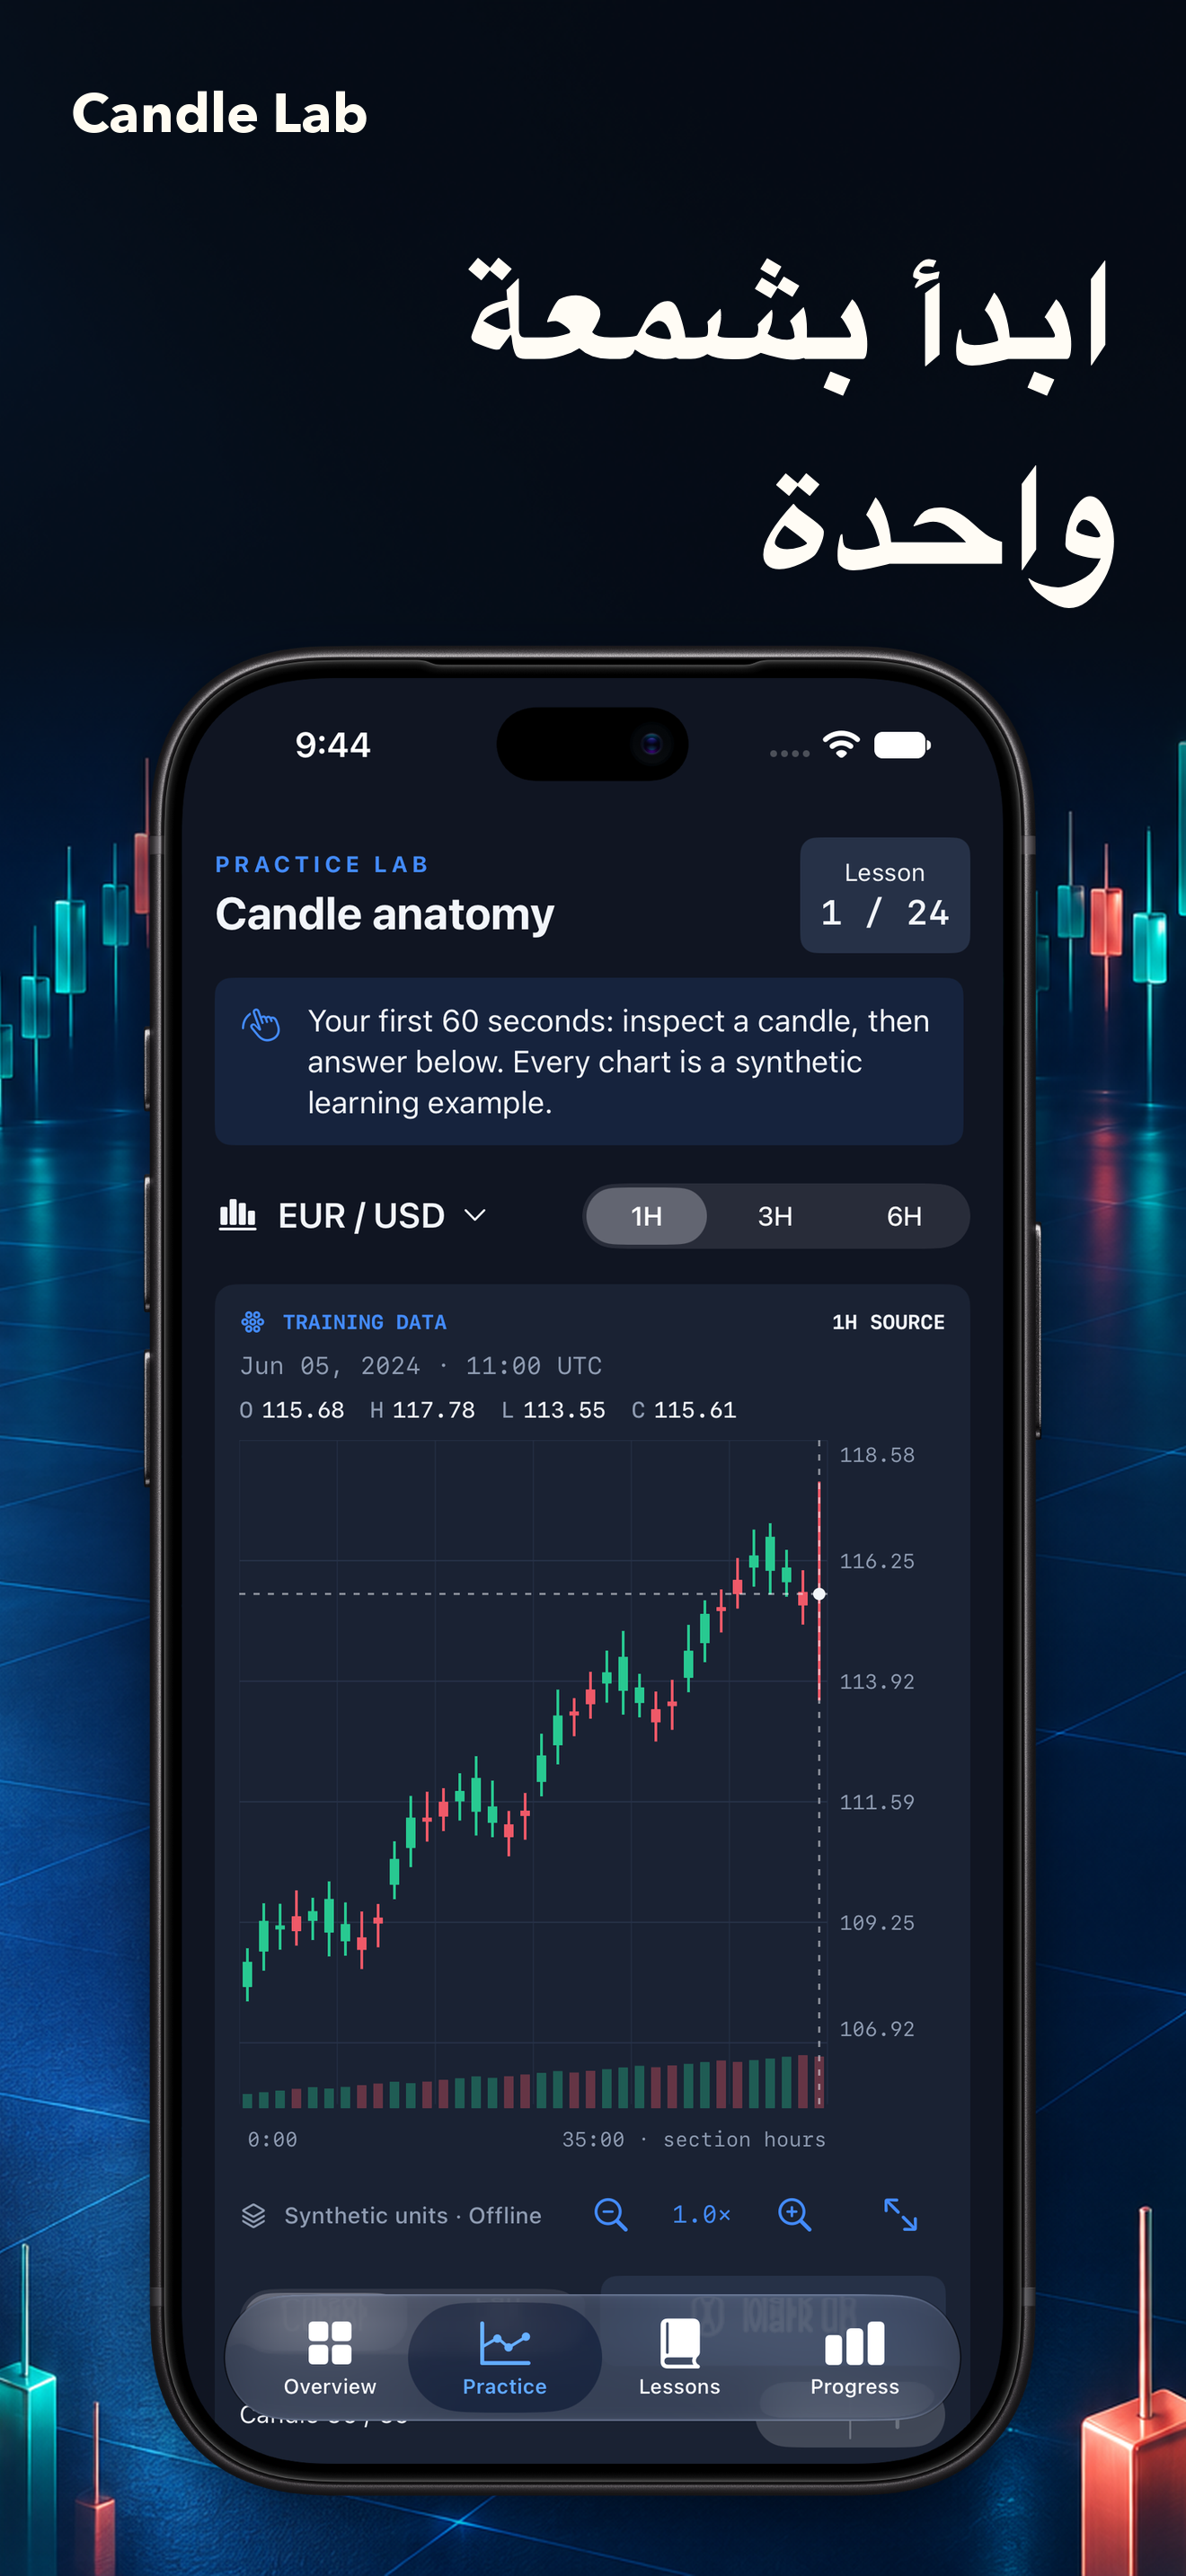 Candle Lab
ابدأ بشمعة
واحدة
9:44
PRACTICE LAB
Candle anatomy
Lesson
1 / 24
Your first 60 seconds: inspect a candle, then
answer below. Every chart is a synthetic
learning example.
EUR / USD
1H 3H 6H
TRAINING DATA 1H SOURCE
Jun 05, 2024 · 11:00 UTC
O 115.68 H 117.78 L 113.55 C 115.61
118.58
116.25
113.92
111.59
109.25
106.92
0:00 35:00 · section hours
Synthetic units · Offline 1.0×
Overview Practice Lessons Progress